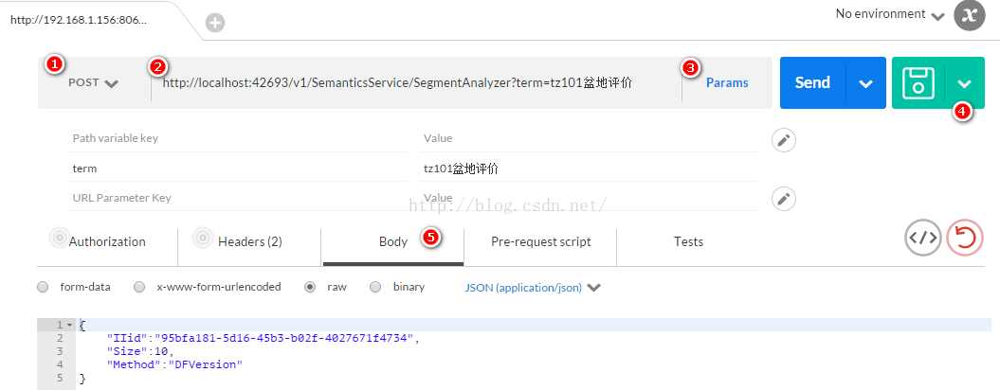 http://192.168.1.156:806...
No environment
1 2 3
POST http://localhost:42693/v1/SemanticsService/SegmentAnalyzer?term=tz101盆地评价 Params Send
4
Path variable key Value
term tz101盆地评价
URL Parameter Key Value
http://blog.csdn.net/
Authorization Headers (2) Body 5 Pre-request script Tests
form-data x-www-form-urlencoded raw binary JSON (application/json)
1 {
2 "IIid":"95bfa181-5d16-45b3-b02f-4027671f4734",
3 "Size":10,
4 "Method":"DFVersion"
5 }